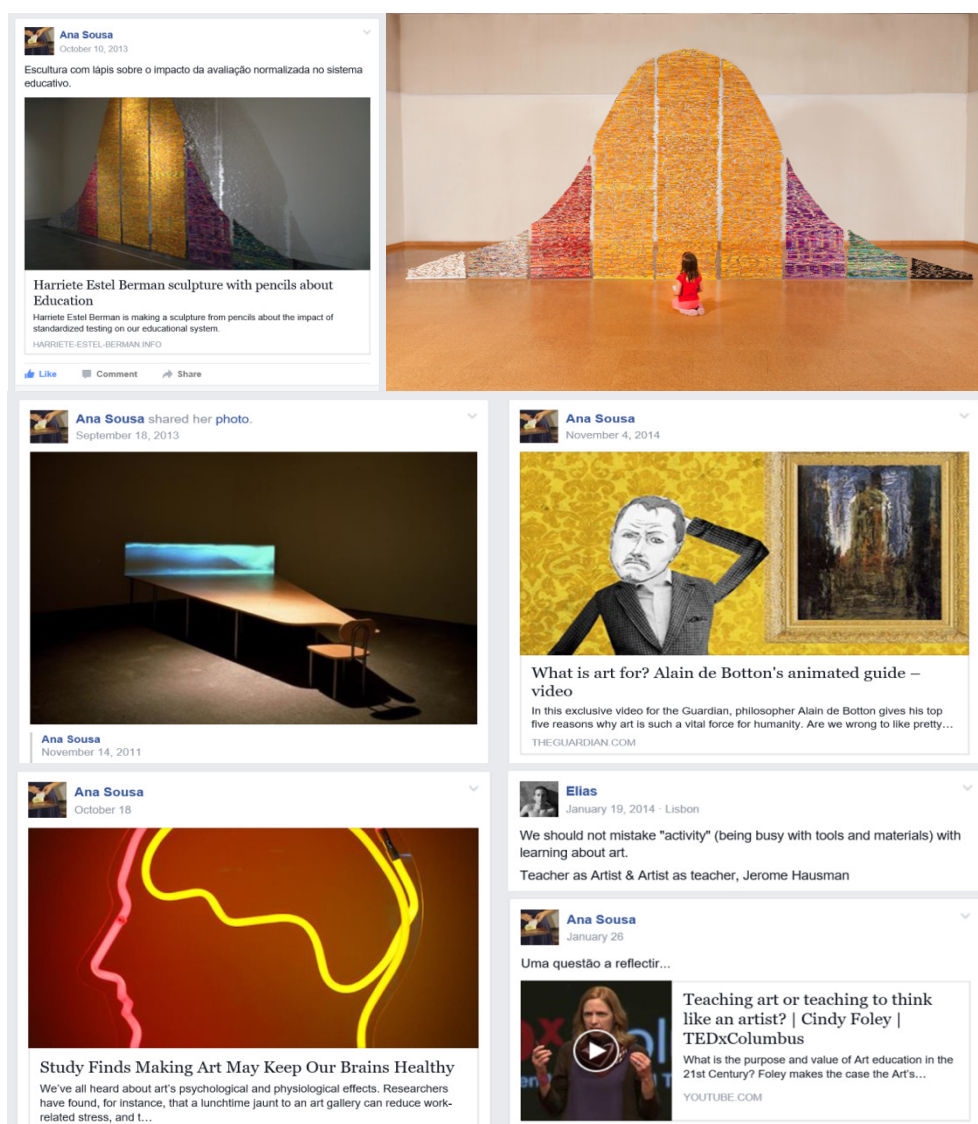 Ana Sousa
October 10, 2013
Escultura com lápis sobre o impacto da avaliação normalizada no sistema
educativo.
Harriete Estel Berman sculpture with pencils about
Education
Harriete Estel Berman is making a sculpture from pencils about the impact of
standardized testing on our educational system.
HARRIETE-ESTEL-BERMAN.INFO
Like Comment Share
Ana Sousa shared her photo.
September 18, 2013
Ana Sousa
November 14, 2011
Ana Sousa
November 4, 2014
What is art for? Alain de Botton's animated guide –
video
In this exclusive video for the Guardian, philosopher Alain de Botton gives his top
five reasons why art is such a vital force for humanity. Are we wrong to like pretty…
THEGUARDIAN.COM
Ana Sousa
October 18
Study Finds Making Art May Keep Our Brains Healthy
We've all heard about art's psychological and physiological effects. Researchers
have found, for instance, that a lunchtime jaunt to an art gallery can reduce work-
related stress, and t…
Elias
January 19, 2014 · Lisbon
We should not mistake "activity" (being busy with tools and materials) with
learning about art.
Teacher as Artist & Artist as teacher, Jerome Hausman
Ana Sousa
January 26
Uma questão a reflectir...
Teaching art or teaching to think
like an artist? | Cindy Foley |
TEDxColumbus
What is the purpose and value of Art education in the
21st Century? Foley makes the case the Art's…
YOUTUBE.COM